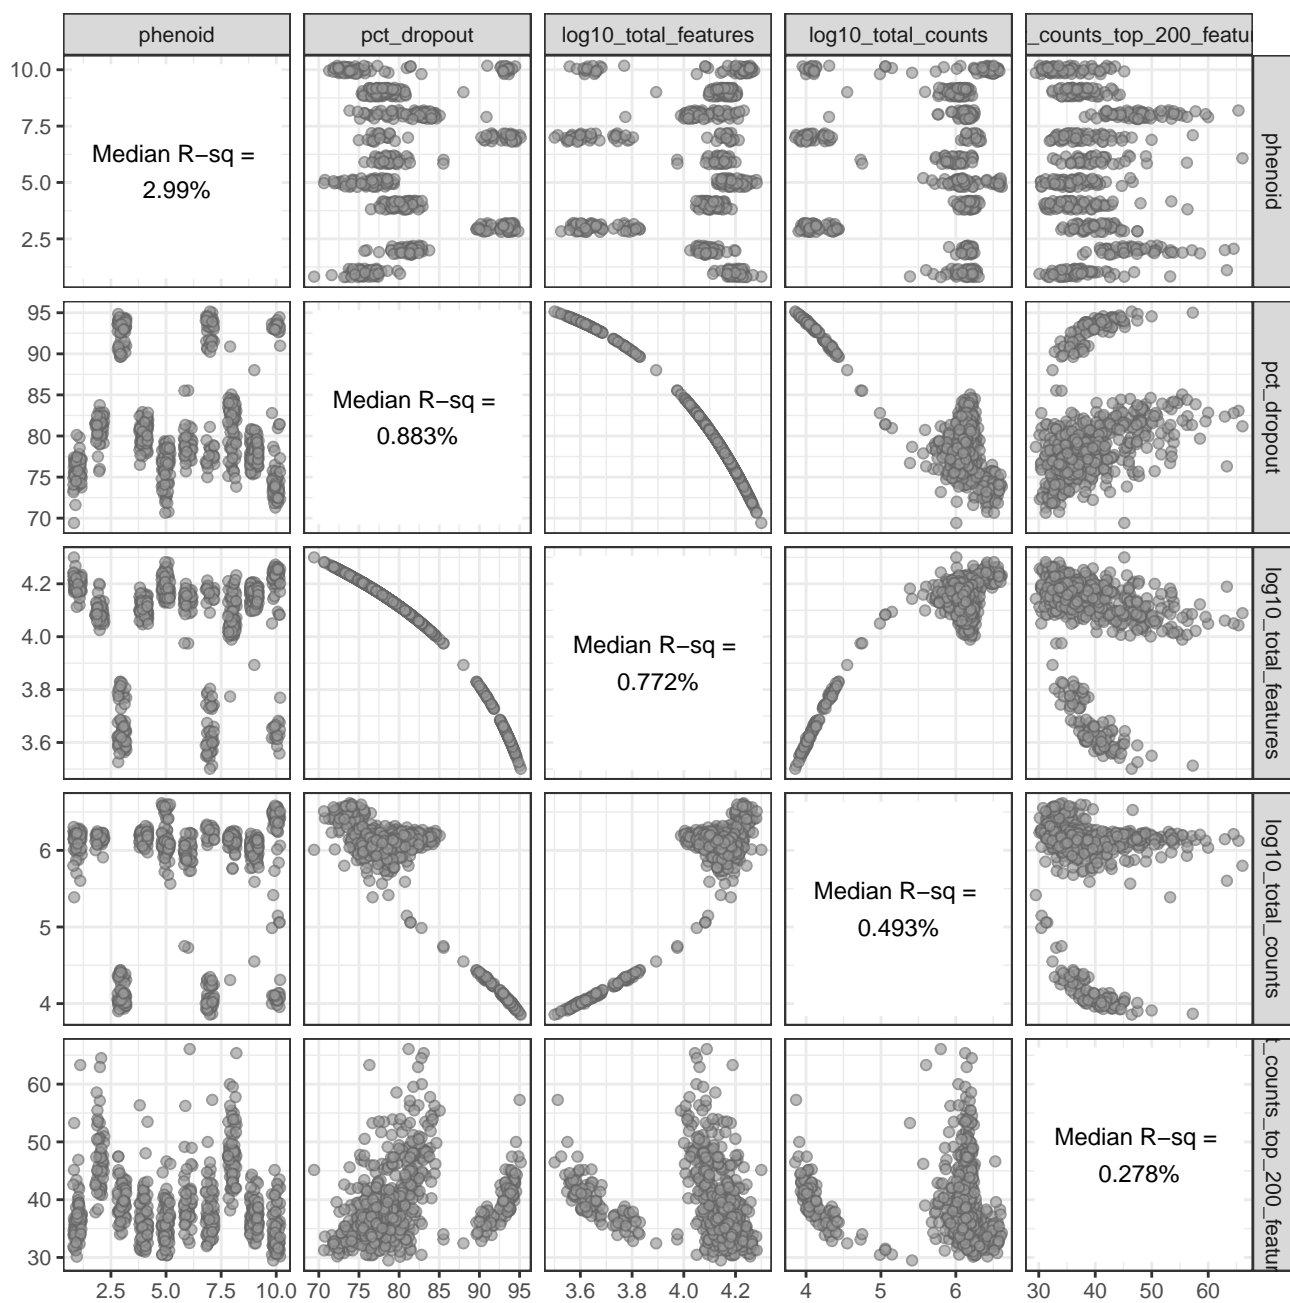 phenoid pct_dropout log10_total_features log10_total_counts _counts_top_200_featu
10.0
7.5
5.0
2.5
Median R−sq =
2.99%
phenoid
95
90
85
80
75
70
Median R−sq =
0.883%
pct_dropout
4.2
4.0
3.8
3.6
Median R−sq =
0.772%
log10_total_features
6
5
4
Median R−sq =
0.493%
log10_total_counts
60
50
40
30
Median R−sq =
0.278%
t_counts_top_200_featur
2.5 5.0 7.5 10.0 70 75 80 85 90 95 3.6 3.8 4.0 4.2 4 5 6 30 40 50 60